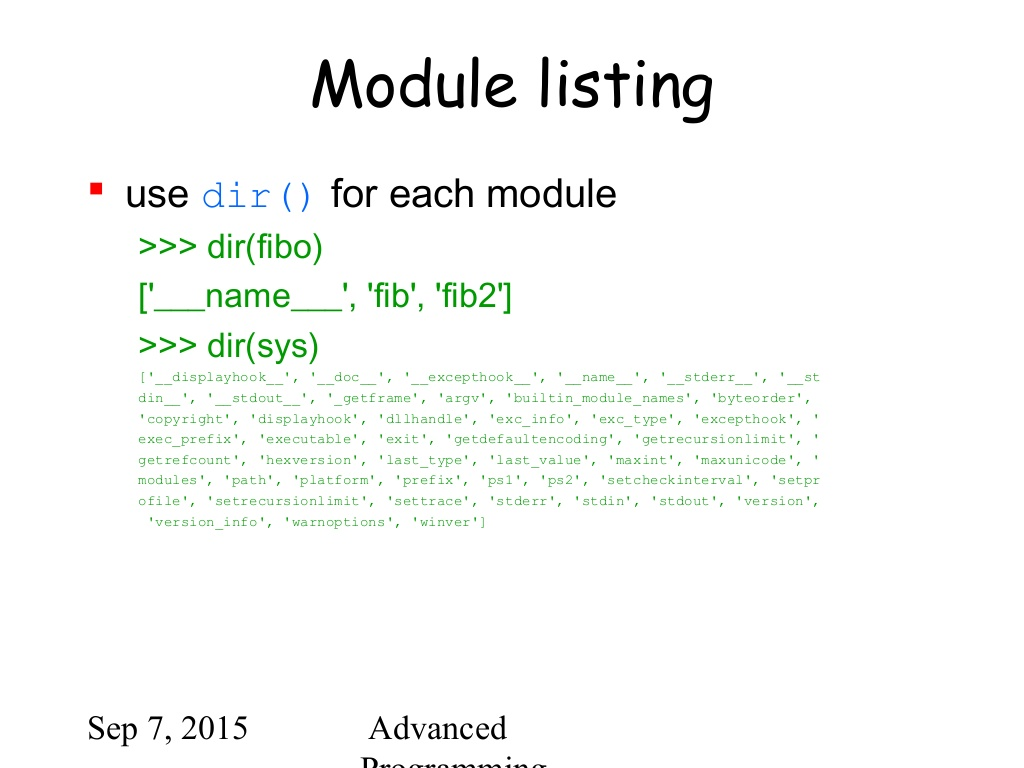 Module listing
use dir() for each module
>>> dir(fibo)
['___name___', 'fib', 'fib2']
>>> dir(sys)
['__displayhook__', '__doc__', '__excepthook__', '__name__', '__stderr__', '__st
din__', '__stdout__', '_getframe', 'argv', 'builtin_module_names', 'byteorder',
'copyright', 'displayhook', 'dllhandle', 'exc_info', 'exc_type', 'excepthook', '
exec_prefix', 'executable', 'exit', 'getdefaultencoding', 'getrecursionlimit', '
getrefcount', 'hexversion', 'last_type', 'last_value', 'maxint', 'maxunicode', '
modules', 'path', 'platform', 'prefix', 'ps1', 'ps2', 'setcheckinterval', 'setpr
ofile', 'setrecursionlimit', 'settrace', 'stderr', 'stdin', 'stdout', 'version',
'version_info', 'warnoptions', 'winver']
Sep 7, 2015
Advanced
Programming